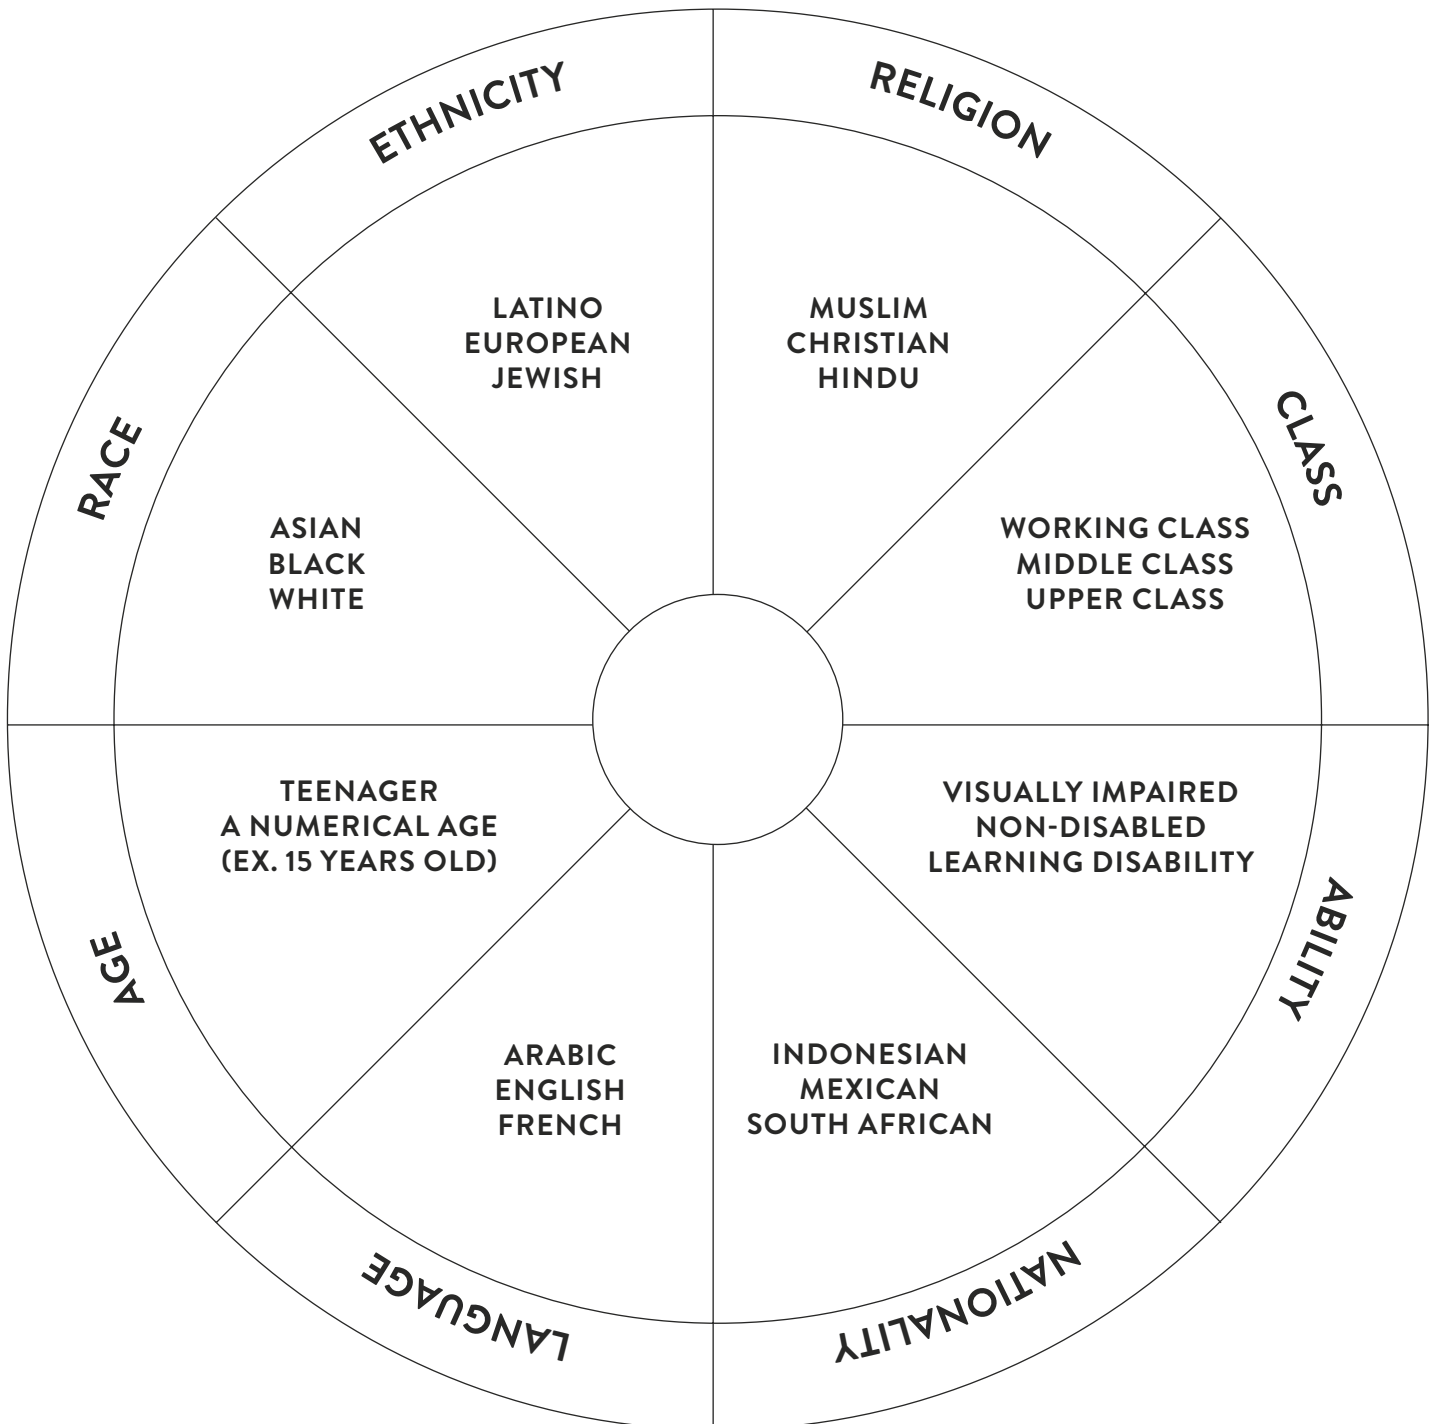 ETHNICITY
LATINO
EUROPEAN
JEWISH
RELIGION
MUSLIM
CHRISTIAN
HINDU
CLASS
WORKING CLASS
MIDDLE CLASS
UPPER CLASS
ABILITY
VISUALLY IMPAIRED
NON-DISABLED
LEARNING DISABILITY
NATIONALITY
INDONESIAN
MEXICAN
SOUTH AFRICAN
LANGUAGE
ARABIC
ENGLISH
FRENCH
AGE
TEENAGER
A NUMERICAL AGE
(EX. 15 YEARS OLD)
RACE
ASIAN
BLACK
WHITE